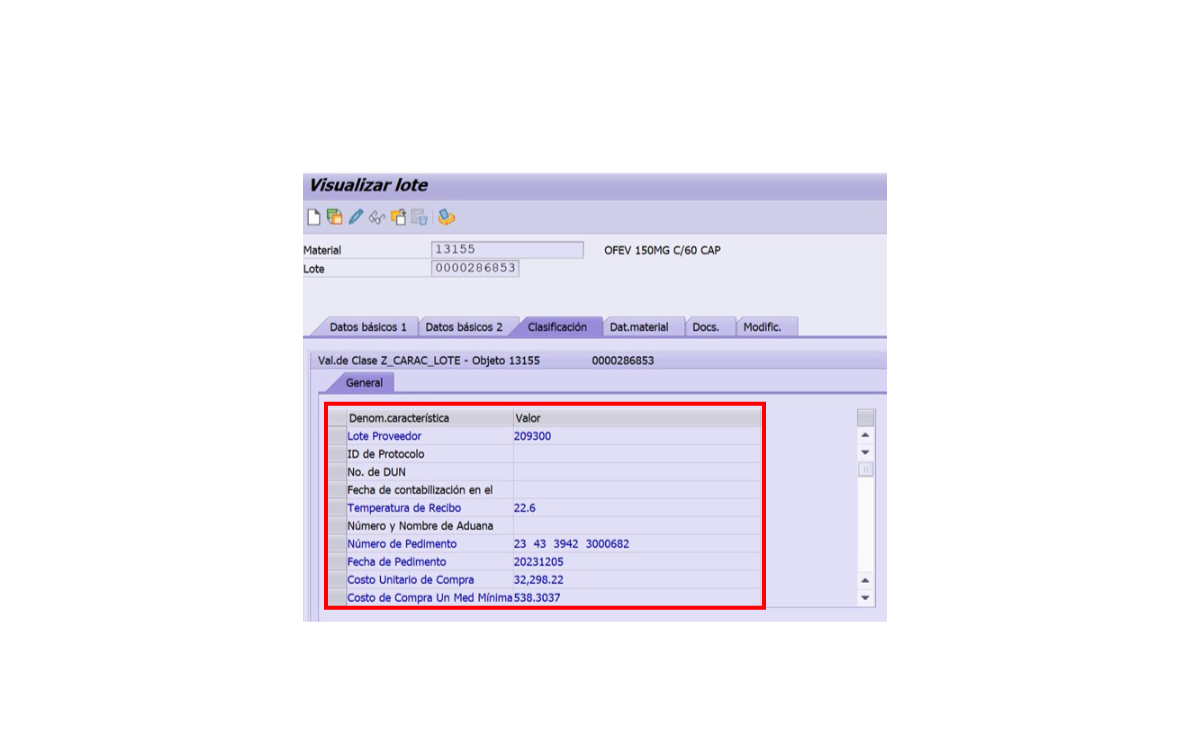 Visualizar lote
Material 13155 OFEV 150MG C/60 CAP
Lote 0000286853
Datos básicos 1 Datos básicos 2 Clasificación Dat.material Docs. Modific.
Val.de Clase Z_CARAC_LOTE - Objeto 13155 0000286853
General
Denom.característica Valor
Lote Proveedor 209300
ID de Protocolo
No. de DUN
Fecha de contabilización en el
Temperatura de Recibo 22.6
Número y Nombre de Aduana
Número de Pedimento 23 43 3942 3000682
Fecha de Pedimento 20231205
Costo Unitario de Compra 32,298.22
Costo de Compra Un Med Mínima 538.3037